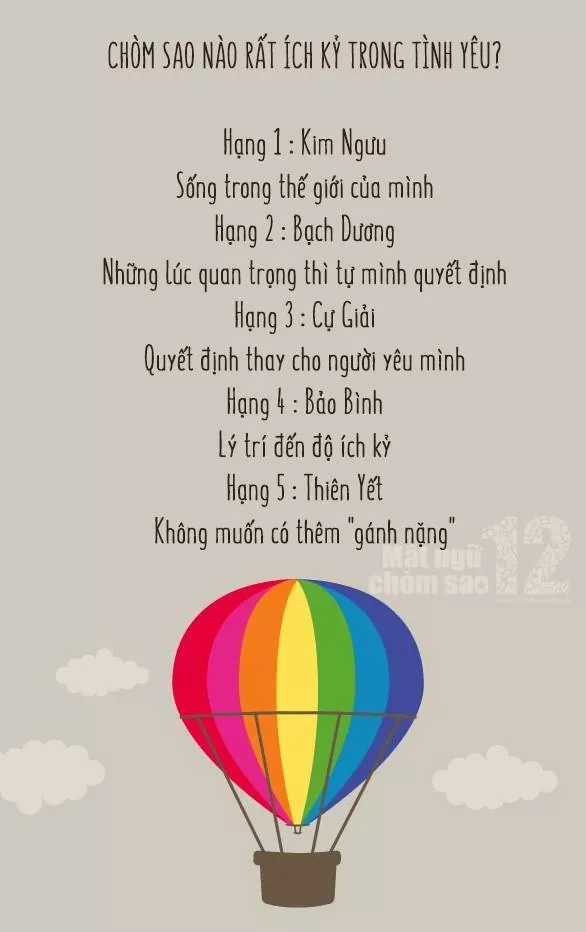 CHÒM SAO NÀO RẤT ÍCH KỶ TRONG TÌNH YÊU?
Hạng 1 : Kim Ngưu
Sống trong thế giới của mình
Hạng 2 : Bạch Dương
Những lúc quan trọng thì tự mình quyết định
Hạng 3 : Cự Giải
Quyết định thay cho người yêu mình
Hạng 4 : Bảo Bình
Lý trí đến độ ích kỷ
Hạng 5 : Thiên Yết
Không muốn có thêm "gánh nặng"
Mật ngữ 12
chòm sao